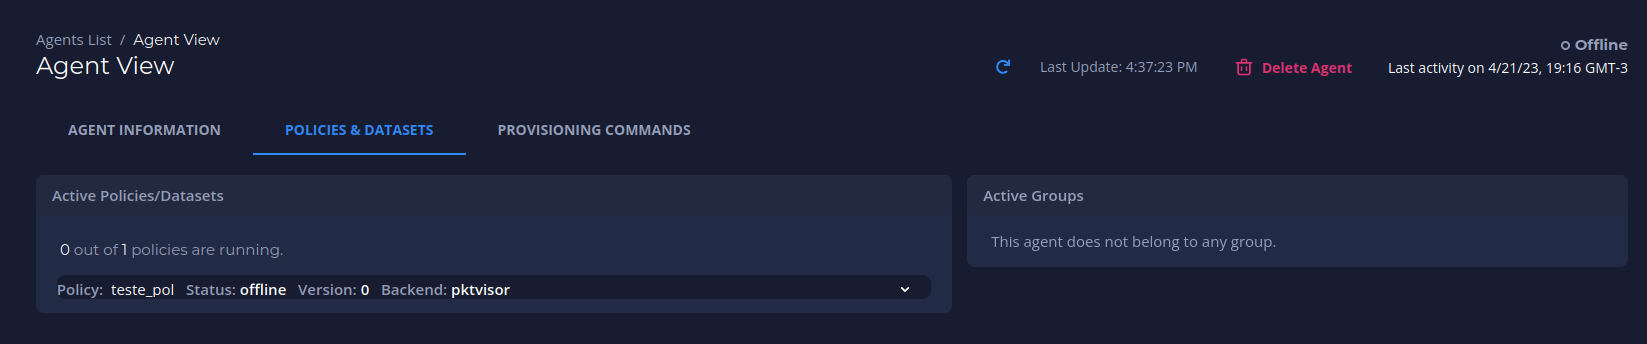 Agents List / Agent View
Agent View
Last Update: 4:37:23 PM
Delete Agent
Offline
Last activity on 4/21/23, 19:16 GMT-3
AGENT INFORMATION POLICIES & DATASETS PROVISIONING COMMANDS
Active Policies/Datasets
0 out of 1 policies are running.
Policy: teste_pol Status: offline Version: 0 Backend: pktvisor
Active Groups
This agent does not belong to any group.